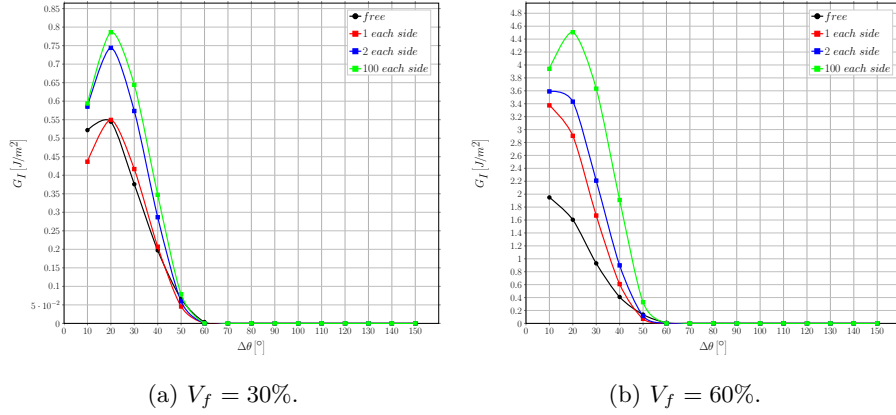 0.85
0.8
0.75
0.7
0.65
0.6
0.55
0.5
0.45
0.4
0.35
0.3
0.25
0.2
0.15
0.1
5 · 10⁻²
0
G_I [J/m²]
10 20 30 40 50 60 70 80 90 100 110 120 130 140 150
Δθ [°]
free
1 each side
2 each side
100 each side
(a) V_f = 30%.
4.8
4.6
4.4
4.2
4
3.8
3.6
3.4
3.2
3
2.8
2.6
2.4
2.2
2
1.8
1.6
1.4
1.2
1
0.8
0.6
0.4
0.2
0
G_I [J/m²]
10 20 30 40 50 60 70 80 90 100 110 120 130 140 150
Δθ [°]
free
1 each side
2 each side
100 each side
(b) V_f = 60%.